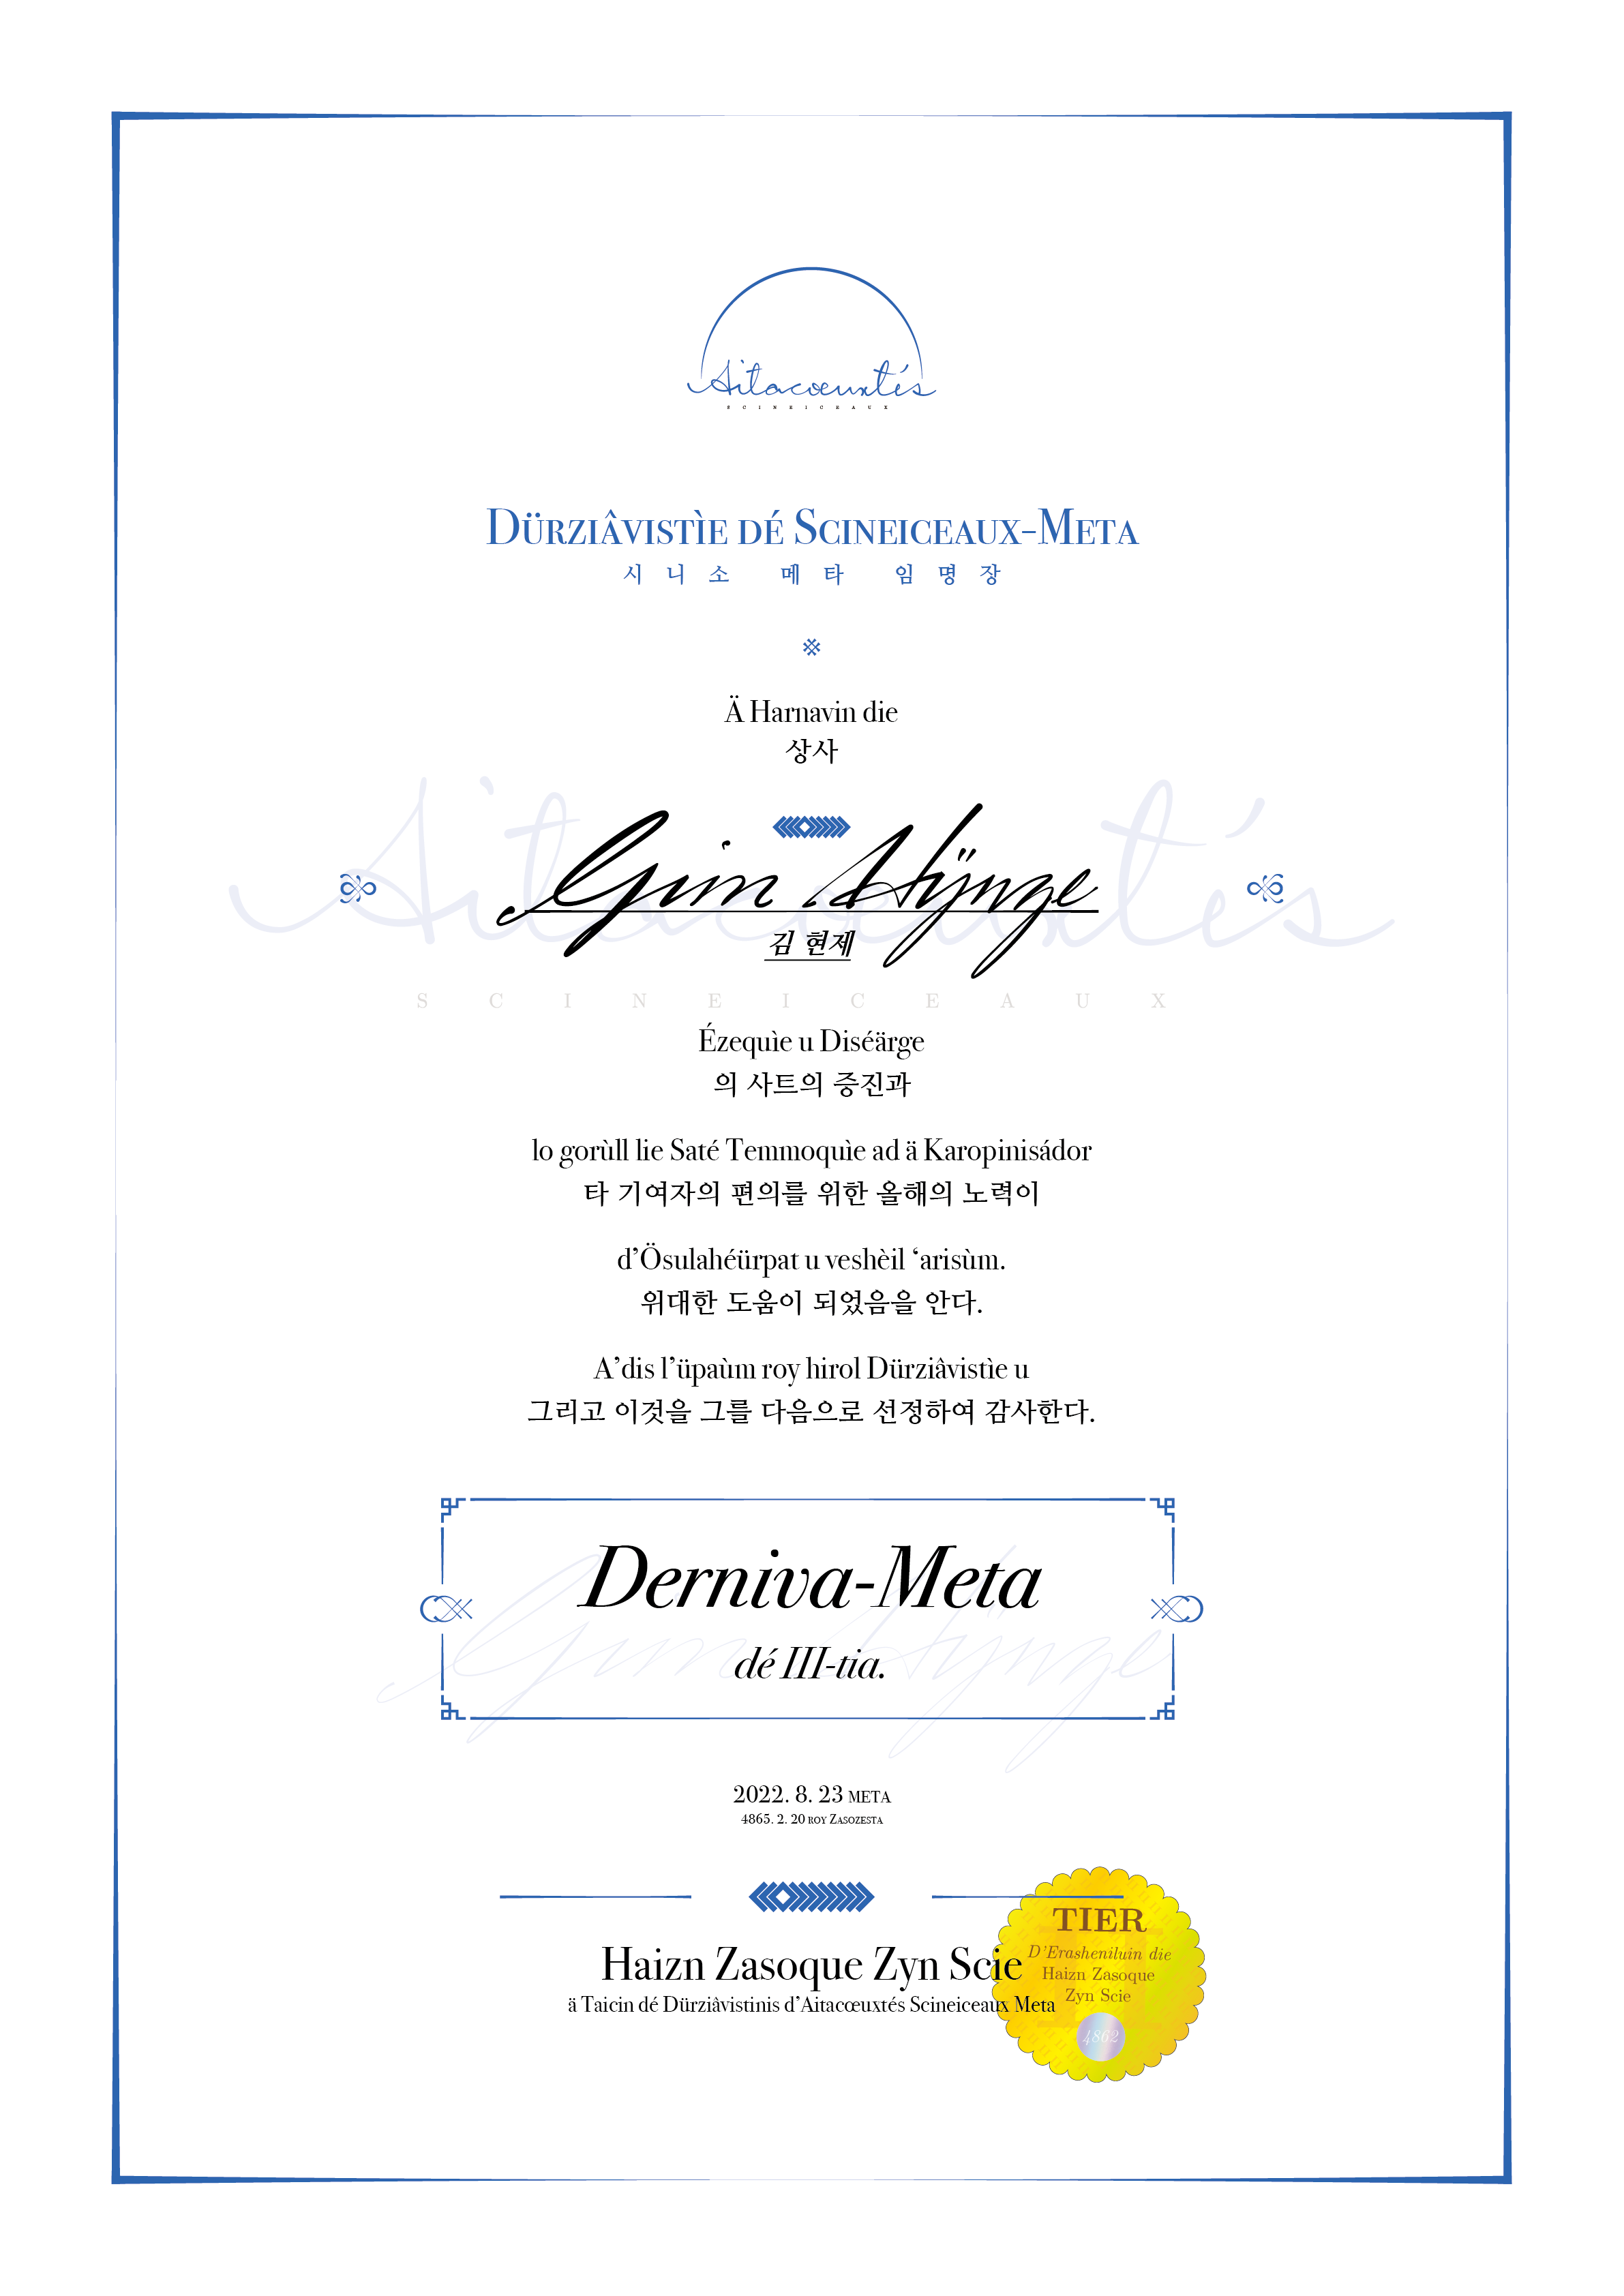 Aitacœuxtés
SCINEICEAUX
Dürziâvistìe dé Scineiceaux-Meta
시니소 메타 임명장
Ä Harnavin die
상사
Gim Hÿnze
김 현제
Aitacœuxtés
SCINEICEAUX
Ézequìe u Diséärge
의 사트의 증진과
lo gorùll lie Saté Temmoquìe ad ä Karopinisádor
타 기여자의 편의를 위한 올해의 노력이
d’Ösulahéürpat u veshèil ‘arisùm.
위대한 도움이 되었음을 안다.
A’dis l’üpaùm roy hirol Dürziâvistìe u
그리고 이것을 그를 다음으로 선정하여 감사한다.
Derniva-Meta
dé III-tia.
Gim Hÿnze
2022. 8. 23 META
4865. 2. 20 ROY ZASOZESTA
Haizn Zasoque Zyn Scie
ä Taicin dé Dürziâvistinis d’Aitacœuxtés Scineiceaux Meta
TIER
D’Erasheniluin die
Haizn Zasoque
Zyn Scie
4862